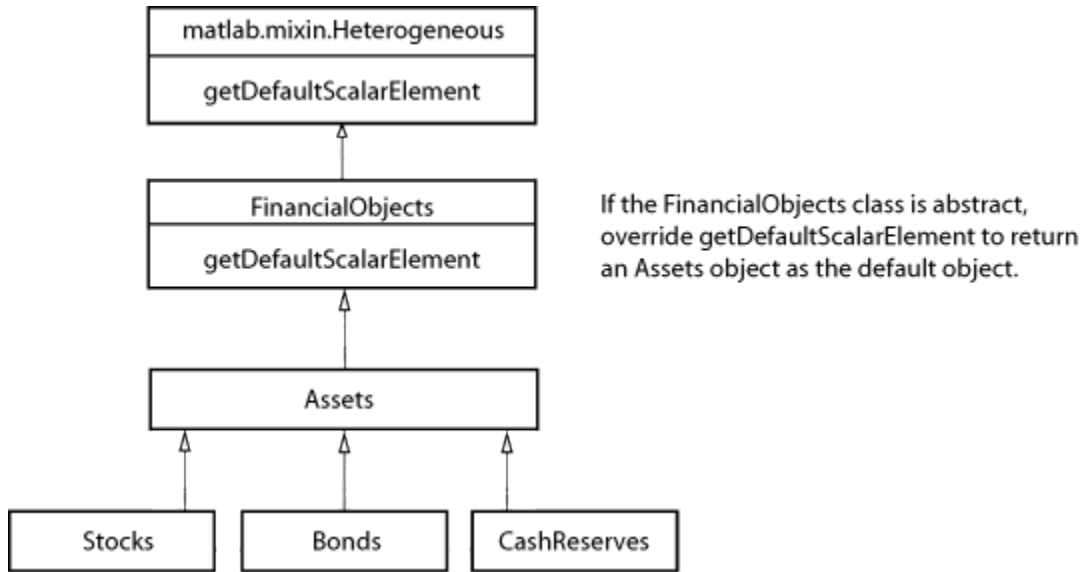 matlab.mixin.Heterogeneous
getDefaultScalarElement
FinancialObjects
getDefaultScalarElement
If the FinancialObjects class is abstract,
override getDefaultScalarElement to return
an Assets object as the default object.
Assets
Stocks
Bonds
CashReserves